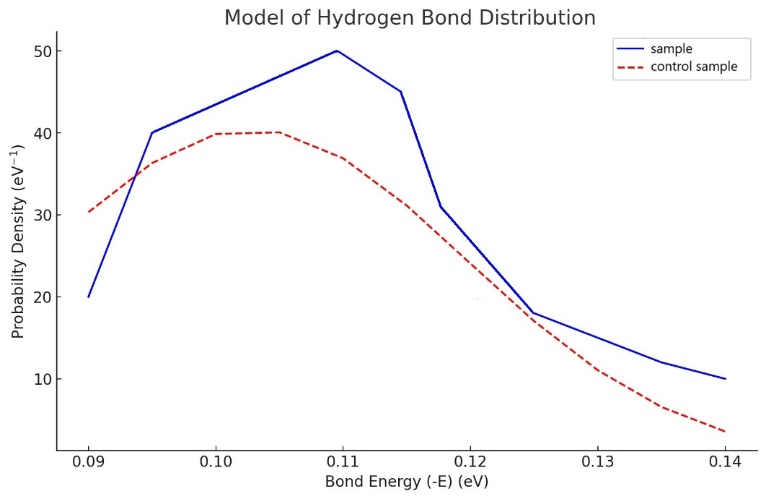 Model of Hydrogen Bond Distribution
sample
control sample
50
40
30
20
10
Probability Density (eV⁻¹)
0.09 0.10 0.11 0.12 0.13 0.14
Bond Energy (-E) (eV)